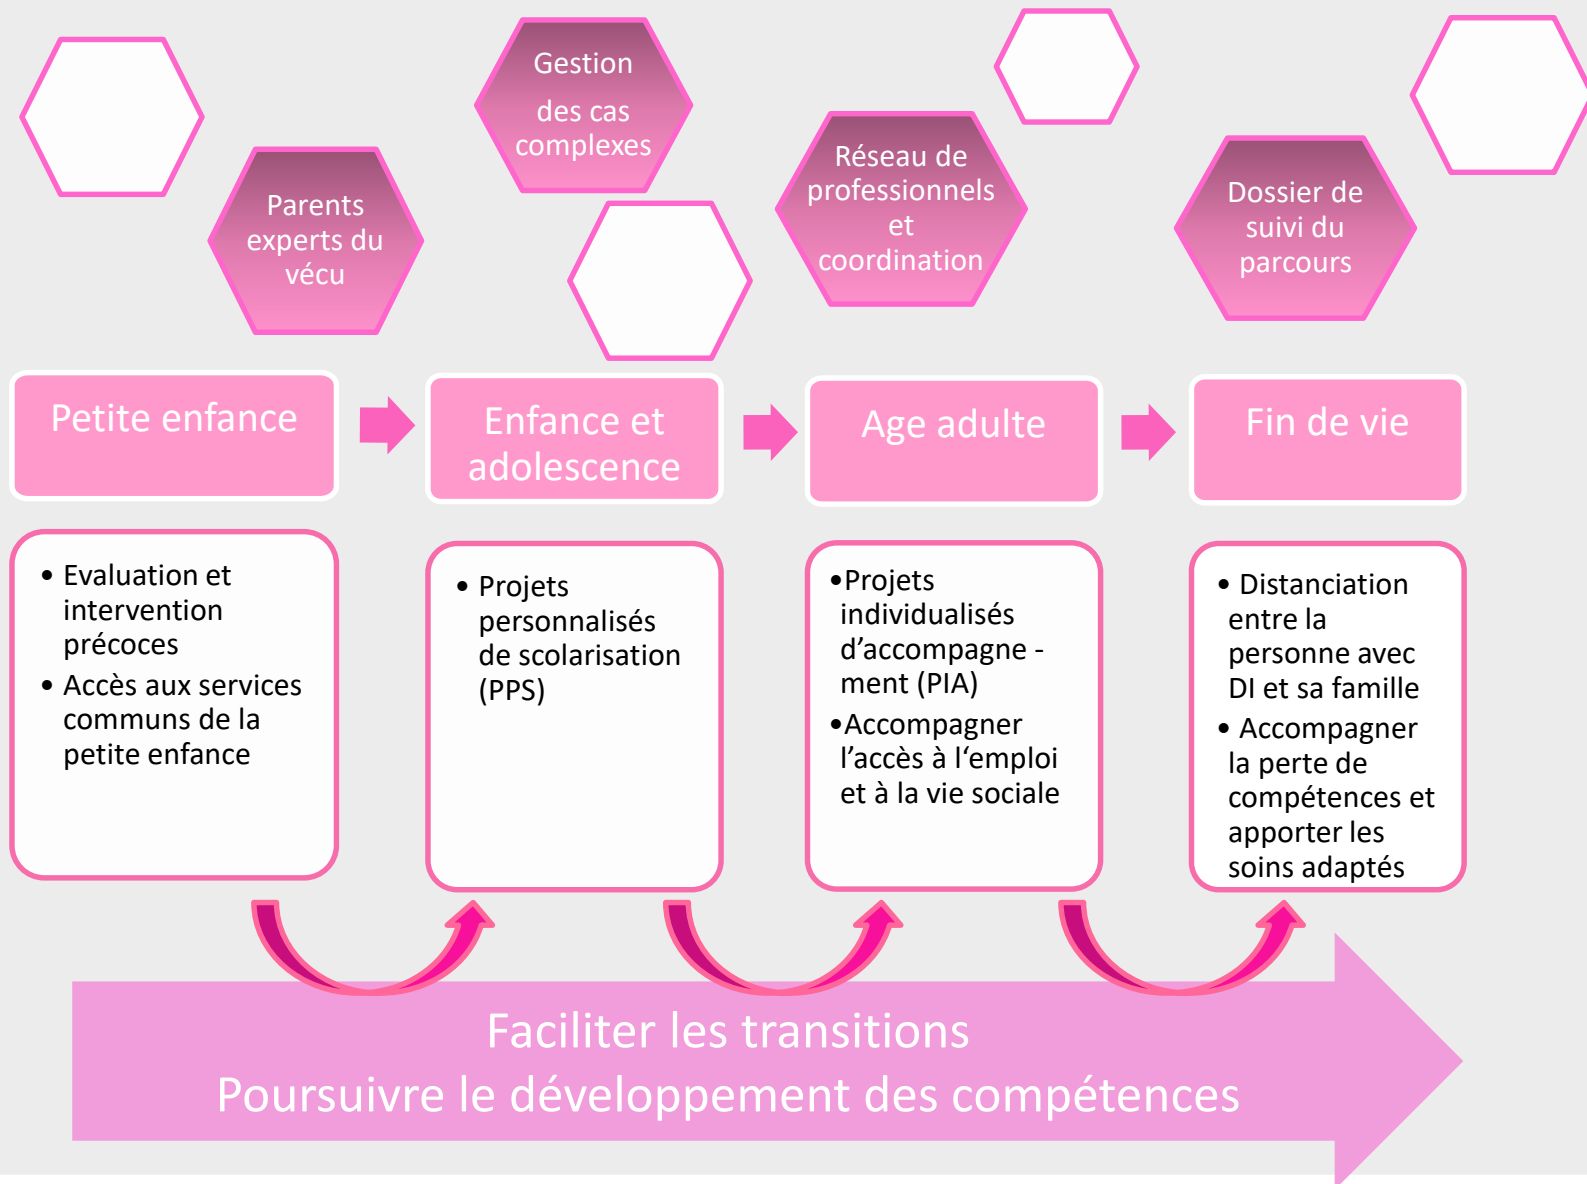 Gestion
des cas
complexes
Parents
experts du
vécu
Réseau de
professionnels
et
coordination
Dossier de
suivi du
parcours
Petite enfance
Enfance et
adolescence
Age adulte
Fin de vie
• Evaluation et
intervention
précoces
• Accès aux services
communs de la
petite enfance
• Projets
personnalisés
de scolarisation
(PPS)
•Projets
individualisés
d’accompagne -
ment (PIA)
•Accompagner
l’accès à l‘emploi
et à la vie sociale
• Distanciation
entre la
personne avec
DI et sa famille
• Accompagner
la perte de
compétences et
apporter les
soins adaptés
Faciliter les transitions
Poursuivre le développement des compétences